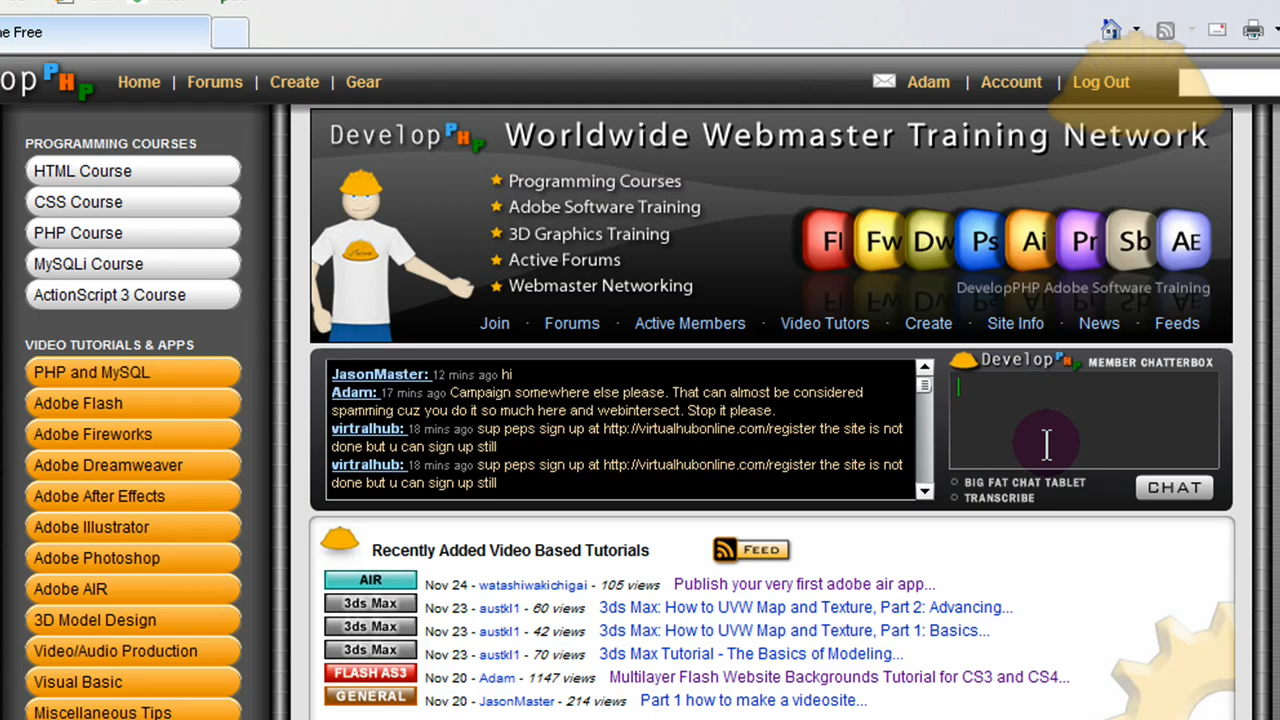 ne Free
op PHP Home | Forums | Create | Gear Adam | Account | Log Out
PROGRAMMING COURSES
HTML Course
CSS Course
PHP Course
MySQLi Course
ActionScript 3 Course
VIDEO TUTORIALS & APPS
PHP and MySQL
Adobe Flash
Adobe Fireworks
Adobe Dreamweaver
Adobe After Effects
Adobe Illustrator
Adobe Photoshop
Adobe AIR
3D Model Design
Video/Audio Production
Visual Basic
Miscellaneous Tips
DevelopPHP Worldwide Webmaster Training Network
Programming Courses
Adobe Software Training
3D Graphics Training
Active Forums
Webmaster Networking
Fl Fw Dw Ps Ai Pr Sb AE
DevelopPHP Adobe Software Training
Join · Forums · Active Members · Video Tutors · Create · Site Info · News · Feeds
JasonMaster: 12 mins ago hi
Adam: 17 mins ago Campaign somewhere else please. That can almost be considered
spamming cuz you do it so much here and webintersect. Stop it please.
virtralhub: 18 mins ago sup peps sign up at http://virtualhubonline.com/register the site is not
done but u can sign up still
virtralhub: 18 mins ago sup peps sign up at http://virtualhubonline.com/register the site is not
done but u can sign up still
DevelopPHP MEMBER CHATTERBOX
BIG FAT CHAT TABLET
TRANSCRIBE
CHAT
Recently Added Video Based Tutorials FEED
AIR Nov 24 - watashiwakichigai - 105 views Publish your very first adobe air app...
3ds Max Nov 23 - austkl1 - 60 views 3ds Max: How to UVW Map and Texture, Part 2: Advancing...
3ds Max Nov 23 - austkl1 - 42 views 3ds Max: How to UVW Map and Texture, Part 1: Basics...
3ds Max Nov 23 - austkl1 - 70 views 3ds Max Tutorial - The Basics of Modeling...
FLASH AS3 Nov 20 - Adam - 1147 views Multilayer Flash Website Backgrounds Tutorial for CS3 and CS4...
GENERAL Nov 20 - JasonMaster - 214 views Part 1 how to make a videosite...